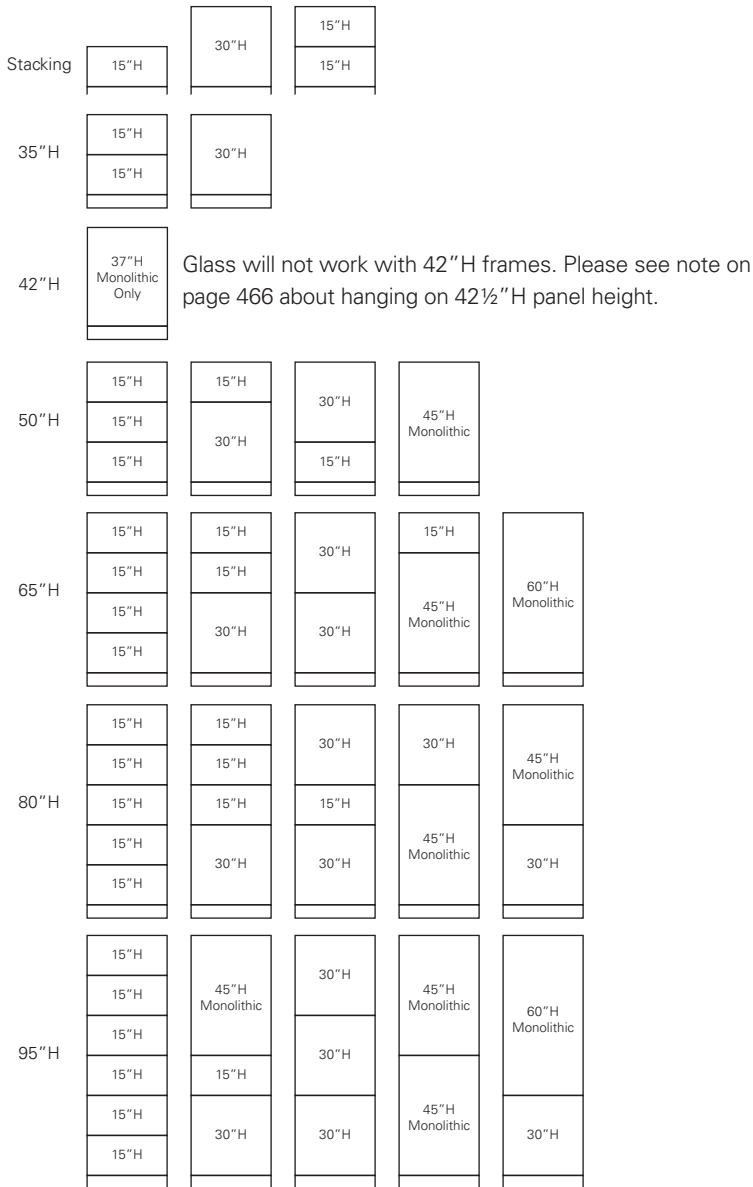 Stacking
15”H
30”H
15”H
15”H
35”H
15”H
15”H
30”H
42”H
37”H
Monolithic
Only
Glass will not work with 42”H frames. Please see note on
page 466 about hanging on 42½”H panel height.
50”H
15”H
15”H
15”H
15”H
30”H
30”H
15”H
45”H
Monolithic
65”H
15”H
15”H
15”H
15”H
15”H
15”H
30”H
30”H
30”H
15”H
45”H
Monolithic
60”H
Monolithic
80”H
15”H
15”H
15”H
15”H
15”H
15”H
15”H
15”H
30”H
30”H
15”H
30”H
30”H
45”H
Monolithic
45”H
Monolithic
30”H
95”H
15”H
15”H
15”H
15”H
15”H
15”H
45”H
Monolithic
15”H
30”H
30”H
30”H
30”H
45”H
Monolithic
45”H
Monolithic
60”H
Monolithic
30”H